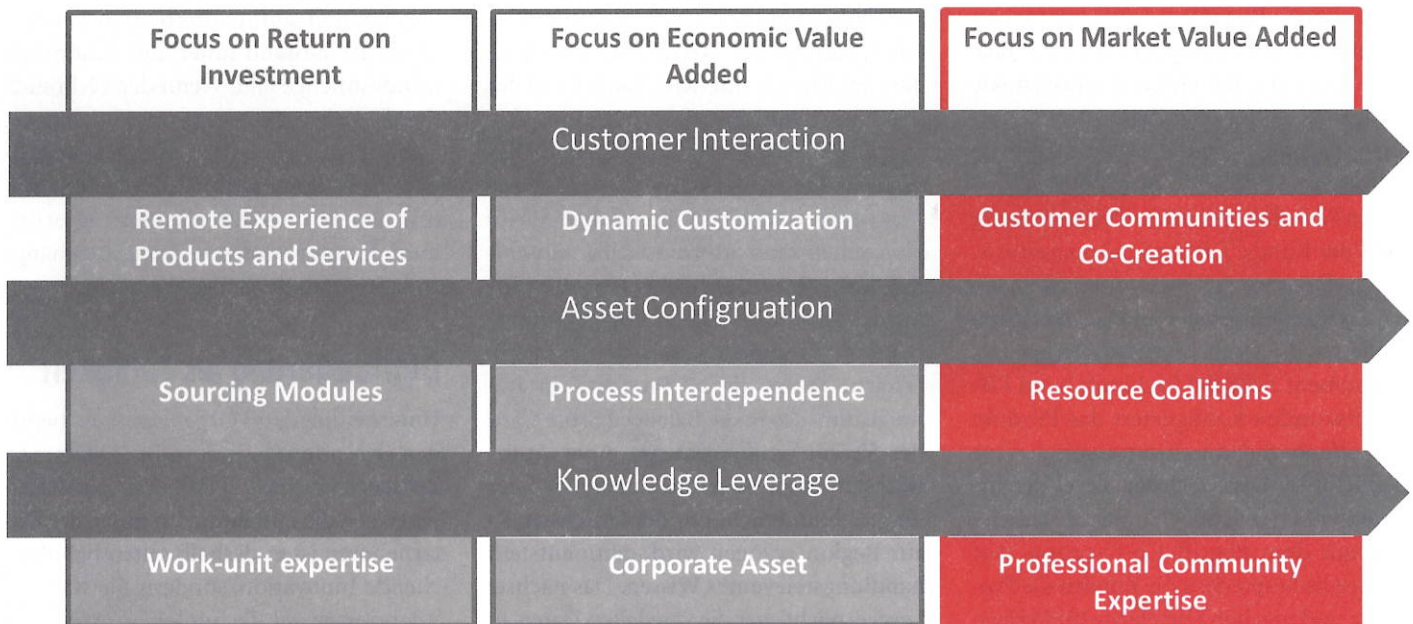 Focus on Return on
Investment
Focus on Economic Value
Added
Focus on Market Value Added
Customer Interaction
Remote Experience of
Products and Services
Dynamic Customization
Customer Communities and
Co-Creation
Asset Configruation
Sourcing Modules
Process Interdependence
Resource Coalitions
Knowledge Leverage
Work-unit expertise
Corporate Asset
Professional Community
Expertise